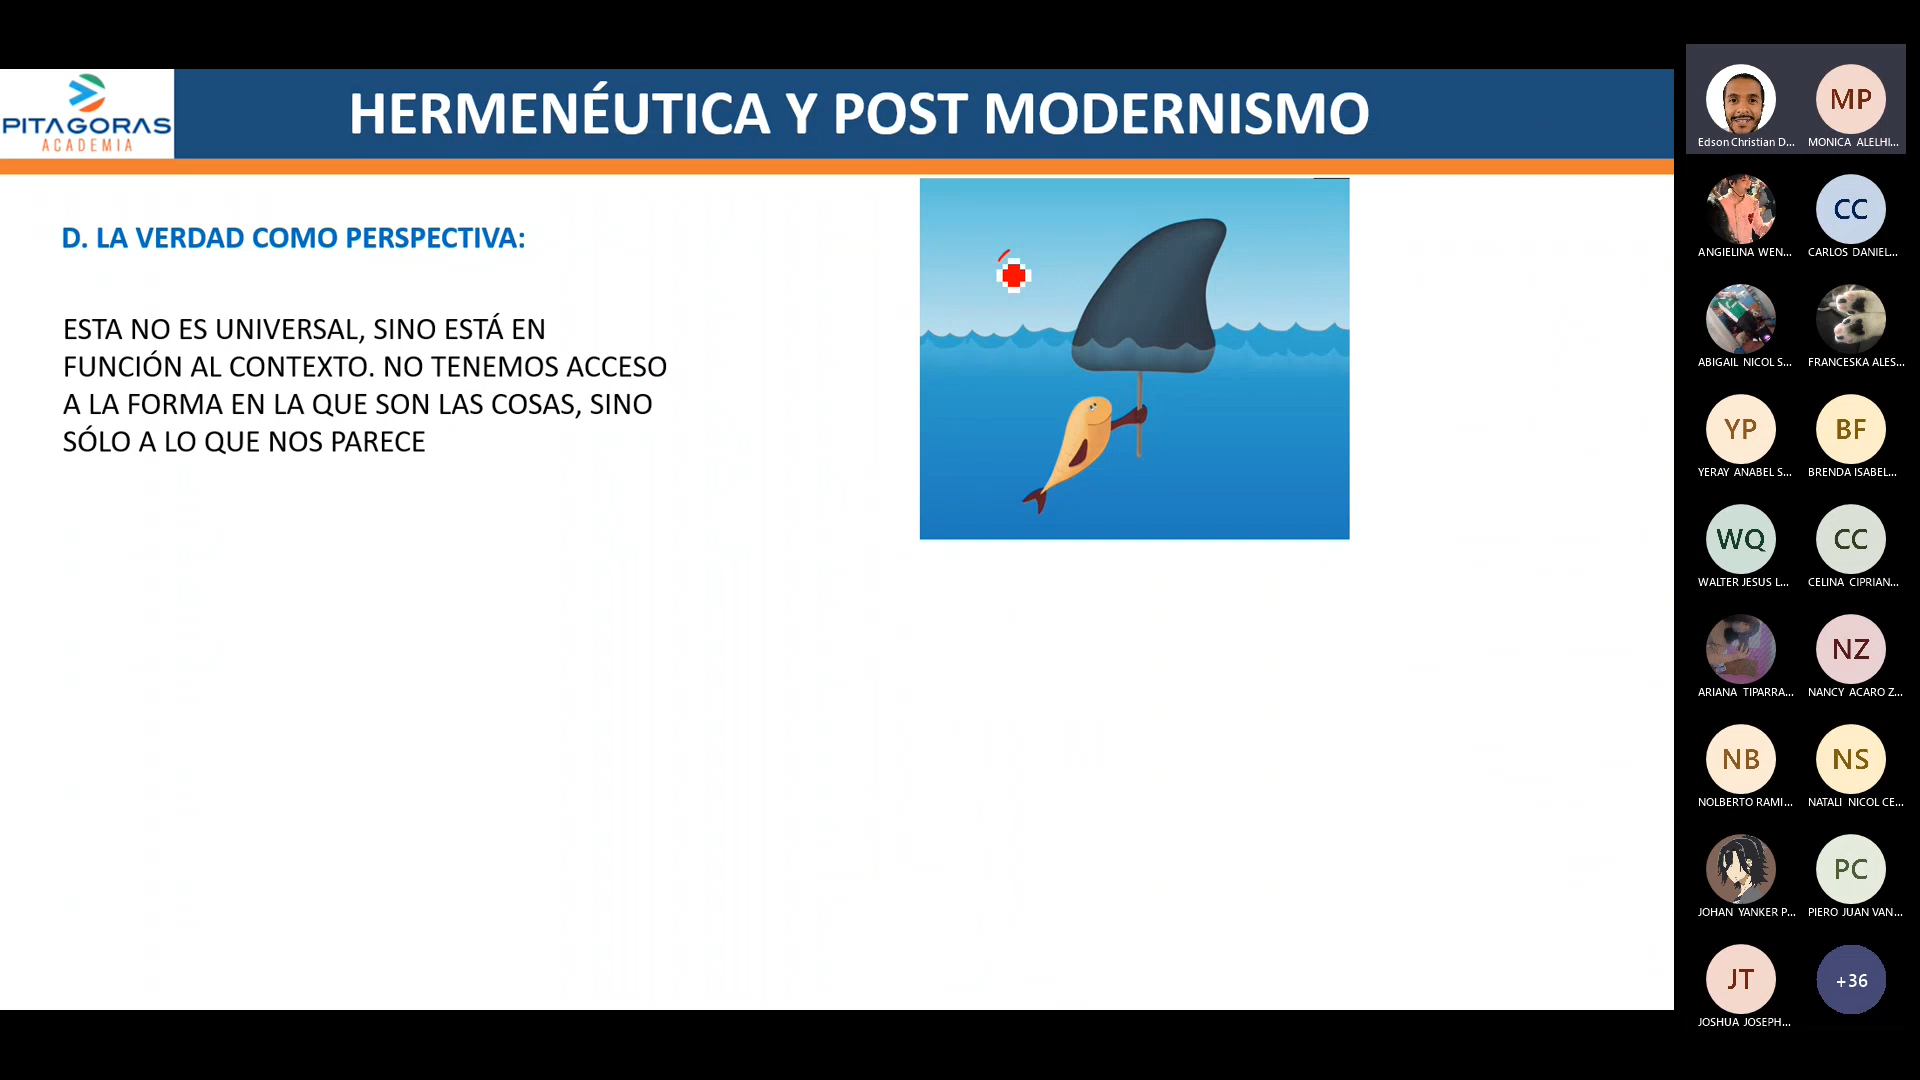 PITAGORAS
ACADEMIA
HERMENÉUTICA Y POST MODERNISMO
D. LA VERDAD COMO PERSPECTIVA:
ESTA NO ES UNIVERSAL, SINO ESTÁ EN
FUNCIÓN AL CONTEXTO. NO TENEMOS ACCESO
A LA FORMA EN LA QUE SON LAS COSAS, SINO
SÓLO A LO QUE NOS PARECE
MP
Edson Christian D... MONICA ALELHI...
CC
ANGIELINA WEN... CARLOS DANIEL...
ABIGAIL NICOL S... FRANCESKA ALES...
YP BF
YERAY ANABEL S... BRENDA ISABEL...
WQ CC
WALTER JESUS L... CELINA CIPRIAN...
NZ
ARIANA TIPARRA... NANCY ACARO Z...
NB NS
NOLBERTO RAMI... NATALI NICOL CE...
PC
JOHAN YANKER P... PIERO JUAN VAN...
JT +36
JOSHUA JOSEPH...